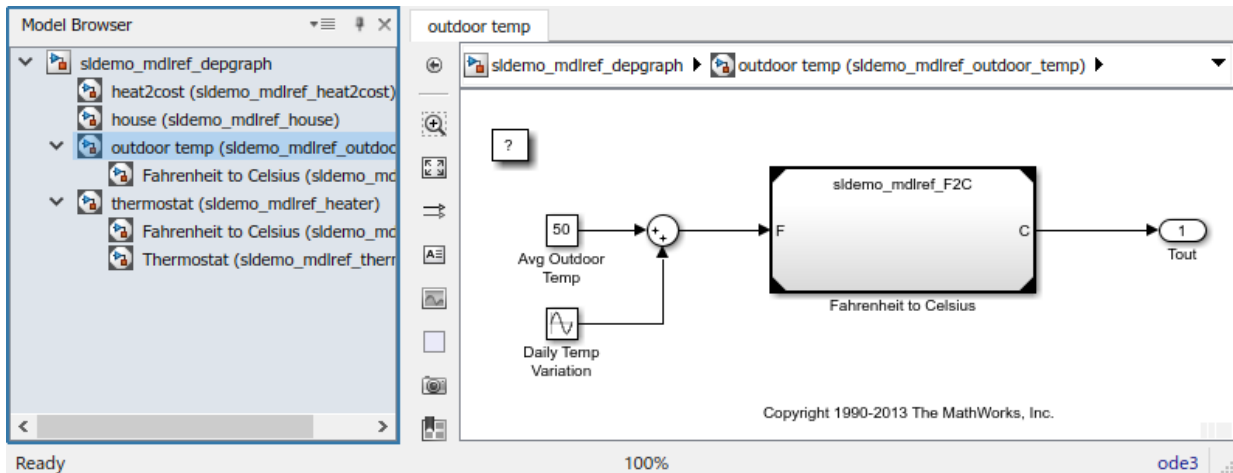 Model Browser
sldemo_mdlref_depgraph
heat2cost (sldemo_mdlref_heat2cost)
house (sldemo_mdlref_house)
outdoor temp (sldemo_mdlref_outdoc
Fahrenheit to Celsius (sldemo_md
thermostat (sldemo_mdlref_heater)
Fahrenheit to Celsius (sldemo_md
Thermostat (sldemo_mdlref_therr
outdoor temp
sldemo_mdlref_depgraph
outdoor temp (sldemo_mdlref_outdoor_temp)
?
sldemo_mdlref_F2C
50
+
+
F
C
1
Avg Outdoor
Temp
Tout
Fahrenheit to Celsius
Daily Temp
Variation
A
Copyright 1990-2013 The MathWorks, Inc.
Ready
100%
ode3